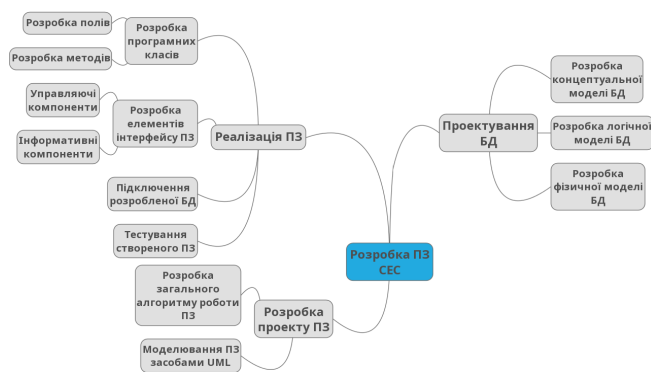 Розробка полів
Розробка методів
Розробка
програмних
класів
Управляючі
компоненти
Інформативні
компоненти
Розробка
елементів
інтерфейсу ПЗ
Підключення
розробленої БД
Тестування
створеного ПЗ
Реалізація ПЗ
Розробка
загального
алгоритму роботи
ПЗ
Моделювання ПЗ
засобами UML
Розробка
проекту ПЗ
Розробка ПЗ
СЕС
Проектування
БД
Розробка
концептуальної
моделі БД
Розробка логічної
моделі БД
Розробка
фізичної моделі
БД